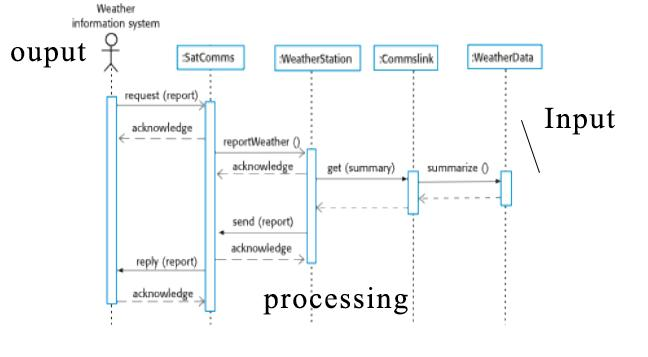 Weather
information system
ouput
:SatComms
:WeatherStation
:Commslink
:WeatherData
request (report)
Input
acknowledge
reportWeather ()
acknowledge
get (summary)
summarize ()
send (report)
acknowledge
reply (report)
acknowledge
processing